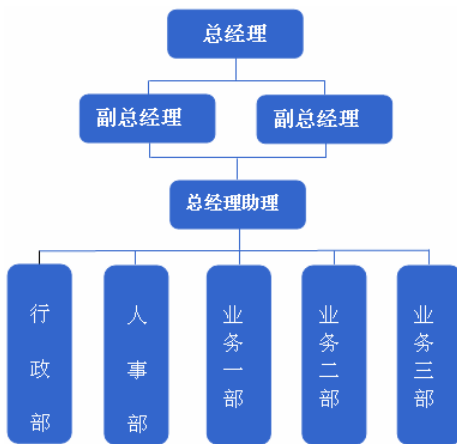 总经理
副总经理
副总经理
总经理助理
行政部
人事部
业务一部
业务二部
业务三部